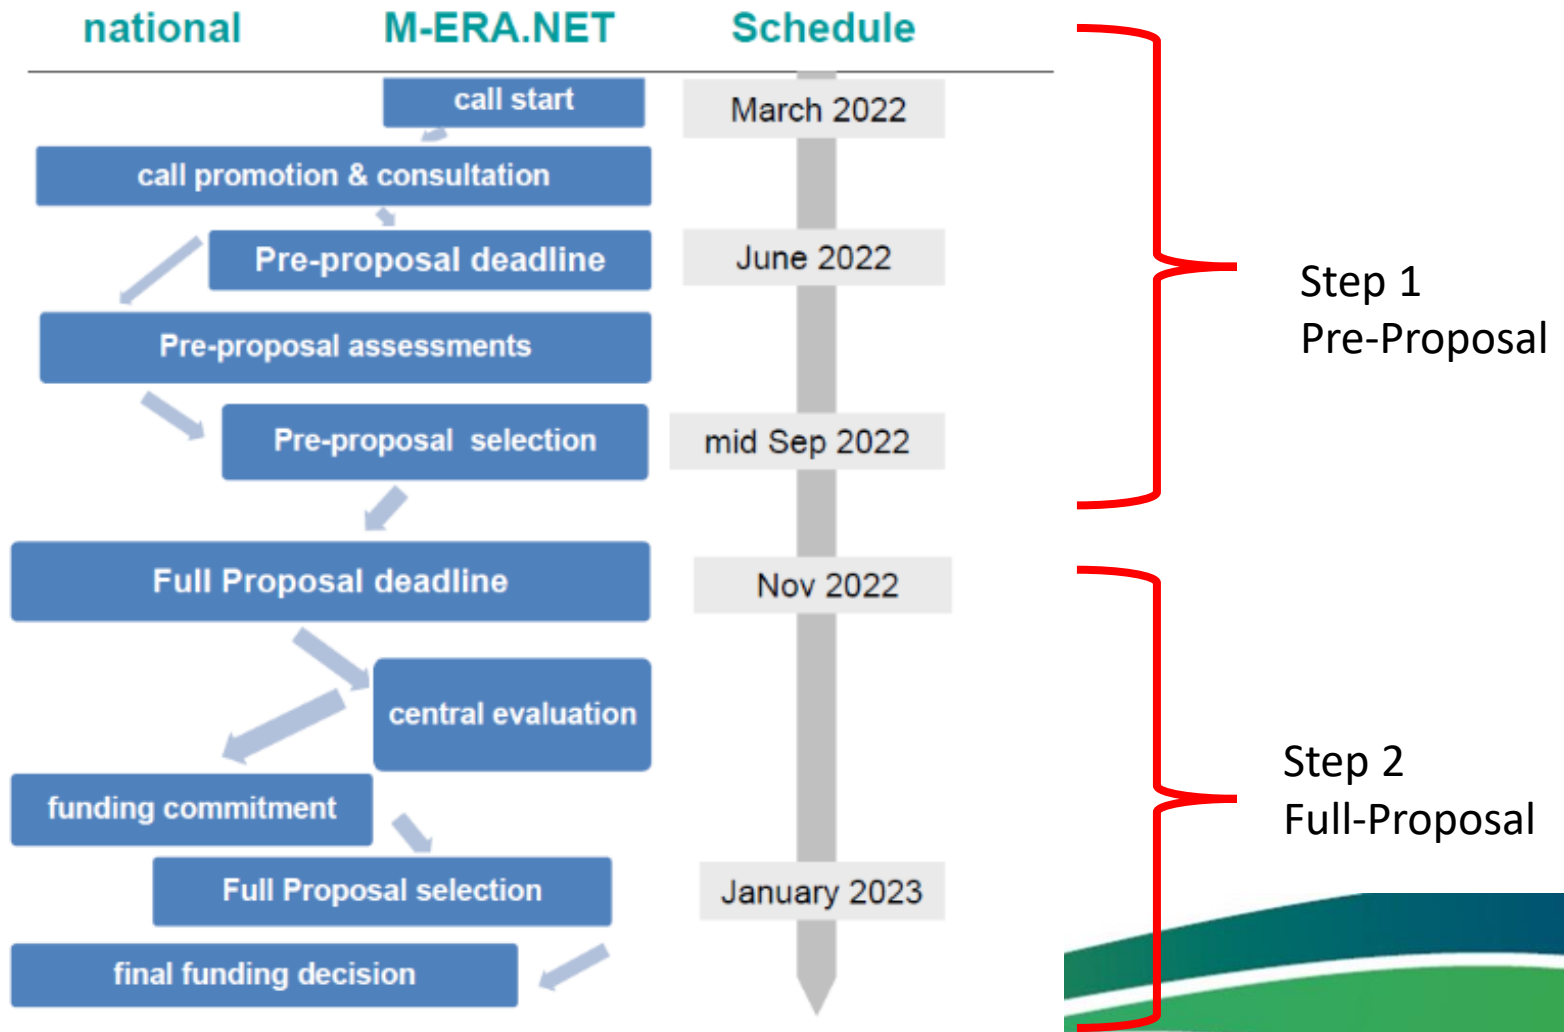 national M-ERA.NET Schedule
call start March 2022
call promotion & consultation
Pre-proposal deadline June 2022
Pre-proposal assessments
Pre-proposal selection mid Sep 2022
Step 1
Pre-Proposal
Full Proposal deadline Nov 2022
central evaluation
funding commitment
Full Proposal selection January 2023
final funding decision
Step 2
Full-Proposal